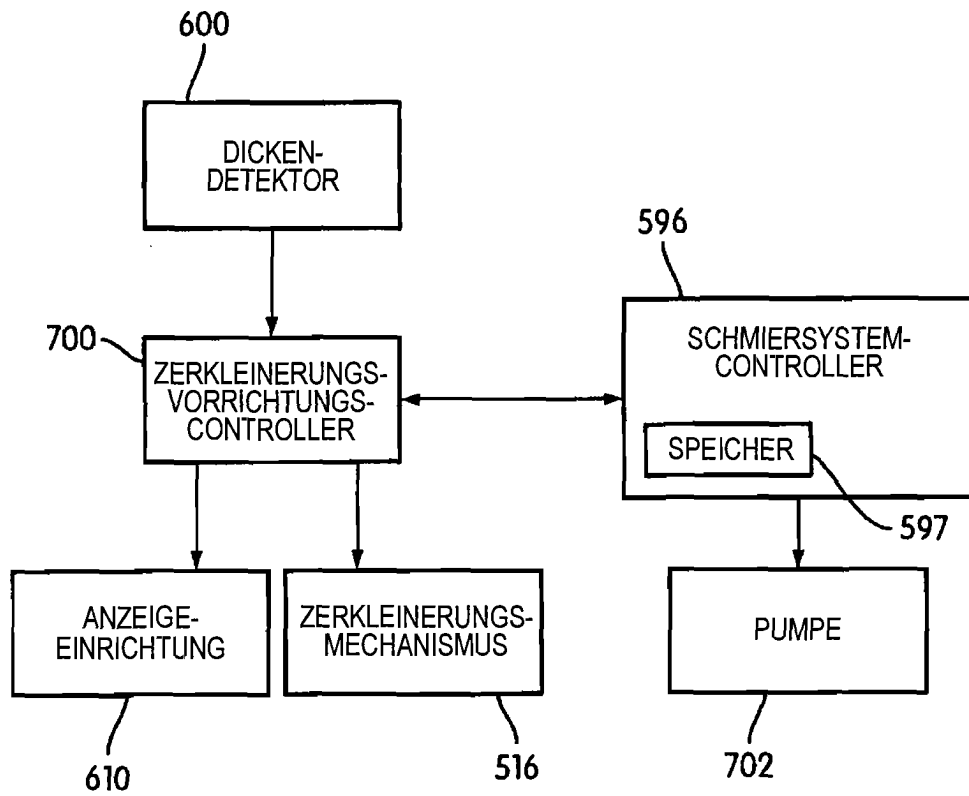 600
DICKEN-
DETEKTOR
596
700
ZERKLEINERUNGS-
VORRICHTUNGS-
CONTROLLER
SCHMIERSYSTEM-
CONTROLLER
SPEICHER
597
ANZEIGE-
EINRICHTUNG
ZERKLEINERUNGS-
MECHANISMUS
PUMPE
610
516
702